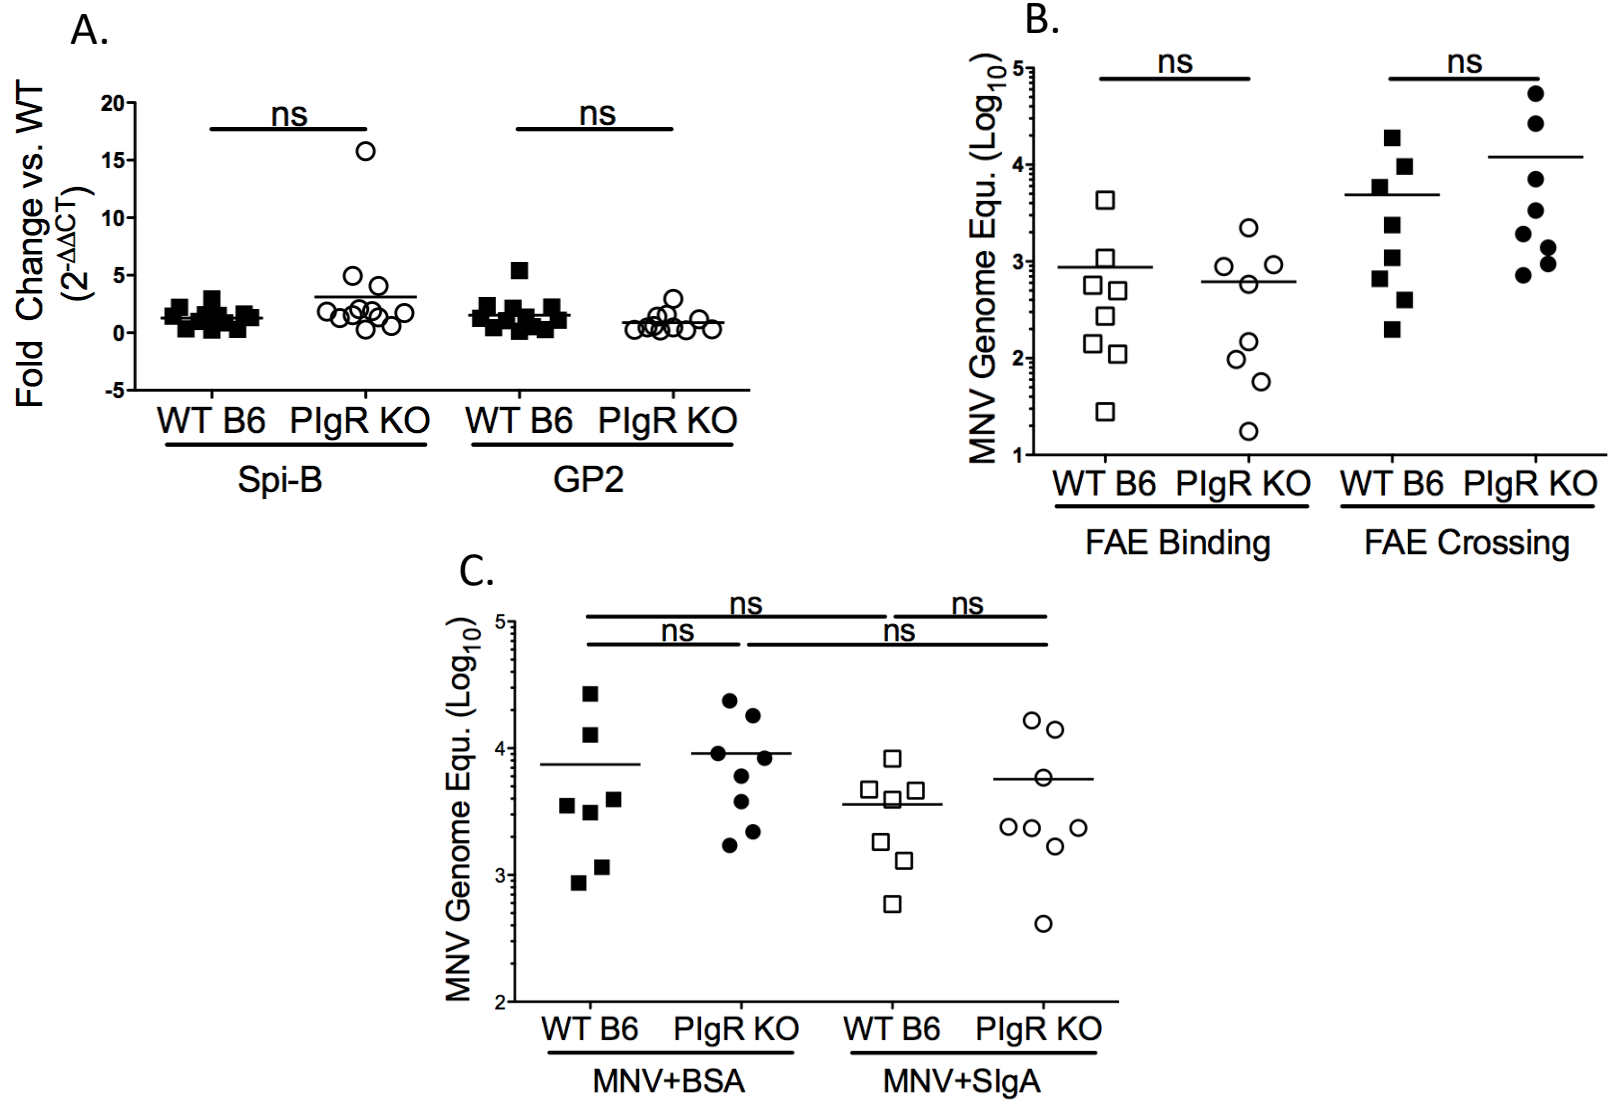 A.
Fold Change vs. WT
(2-ΔΔCT)
20
15
10
5
0
-5
ns
ns
WT B6 PIgR KO WT B6 PIgR KO
Spi-B GP2
B.
MNV Genome Equ. (Log10)
5
4
3
2
1
ns
ns
WT B6 PIgR KO WT B6 PIgR KO
FAE Binding FAE Crossing
C.
MNV Genome Equ. (Log10)
5
4
3
2
ns ns
ns ns
WT B6 PIgR KO WT B6 PIgR KO
MNV+BSA MNV+SIgA